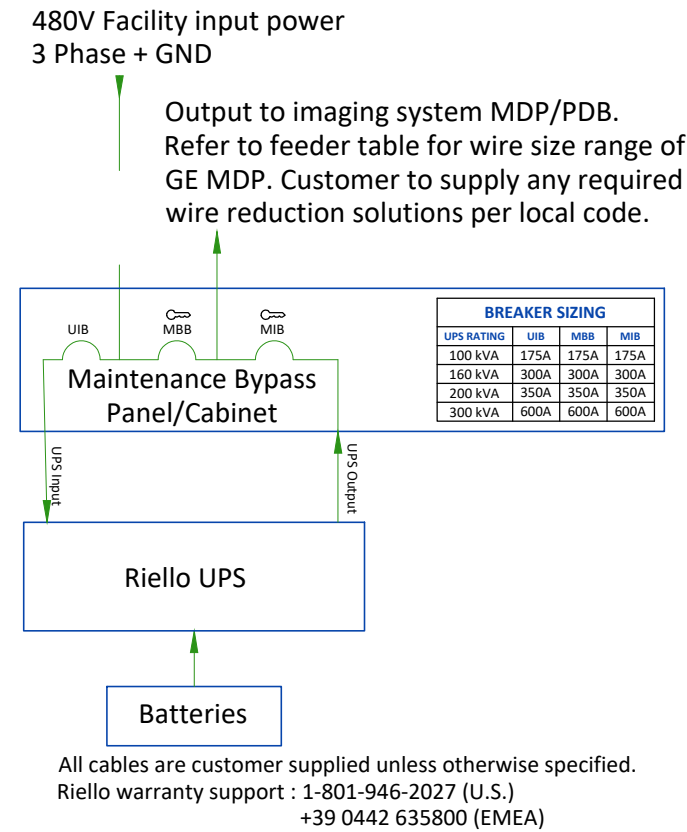 480V Facility input power
3 Phase + GND
Output to imaging system MDP/PDB.
Refer to feeder table for wire size range of
GE MDP. Customer to supply any required
wire reduction solutions per local code.
UIB
MBB
MIB
BREAKER SIZING
UPS RATING UIB MBB MIB
100 kVA 175A 175A 175A
160 kVA 300A 300A 300A
200 kVA 350A 350A 350A
300 kVA 600A 600A 600A
Maintenance Bypass
Panel/Cabinet
UPS Input
UPS Output
Riello UPS
Batteries
All cables are customer supplied unless otherwise specified.
Riello warranty support : 1-801-946-2027 (U.S.)
+39 0442 635800 (EMEA)